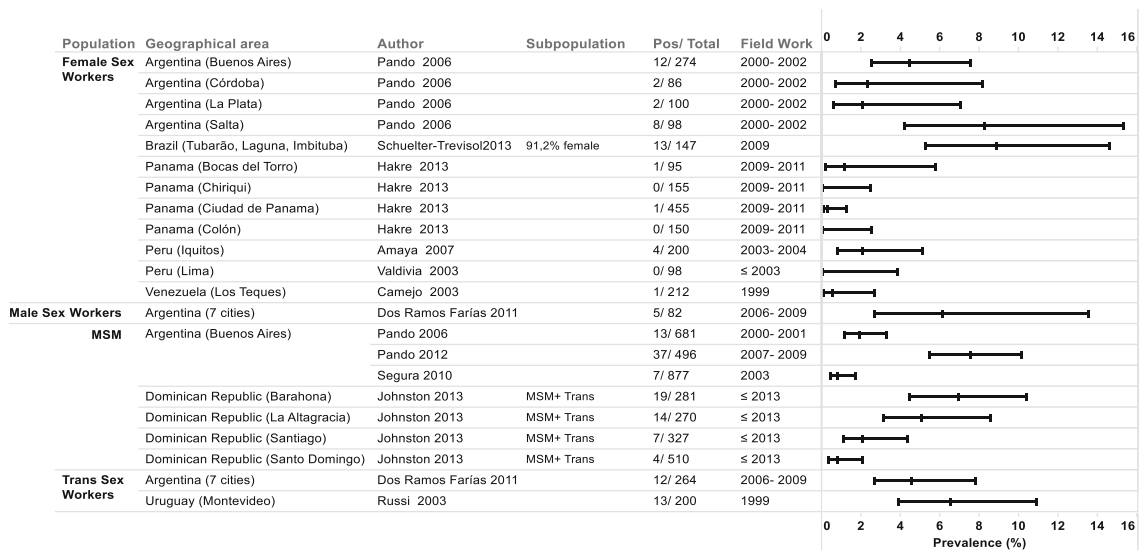 0 2 4 6 8 10 12 14 16
Population Geographical area Author Subpopulation Pos/ Total Field Work
Female Sex Workers Argentina (Buenos Aires) Pando 2006 12/ 274 2000- 2002
Argentina (Córdoba) Pando 2006 2/ 86 2000- 2002
Argentina (La Plata) Pando 2006 2/ 100 2000- 2002
Argentina (Salta) Pando 2006 8/ 98 2000- 2002
Brazil (Tubarão, Laguna, Imbituba) Schuelter-Trevisol2013 91,2% female 13/ 147 2009
Panama (Bocas del Torro) Hakre 2013 1/ 95 2009- 2011
Panama (Chiriqui) Hakre 2013 0/ 155 2009- 2011
Panama (Ciudad de Panama) Hakre 2013 1/ 455 2009- 2011
Panama (Colón) Hakre 2013 0/ 150 2009- 2011
Peru (Iquitos) Amaya 2007 4/ 200 2003- 2004
Peru (Lima) Valdivia 2003 0/ 98 ≤ 2003
Venezuela (Los Teques) Camejo 2003 1/ 212 1999
Male Sex Workers Argentina (7 cities) Dos Ramos Farías 2011 5/ 82 2006- 2009
MSM Argentina (Buenos Aires) Pando 2006 13/ 681 2000- 2001
Pando 2012 37/ 496 2007- 2009
Segura 2010 7/ 877 2003
Dominican Republic (Barahona) Johnston 2013 MSM+ Trans 19/ 281 ≤ 2013
Dominican Republic (La Altagracia) Johnston 2013 MSM+ Trans 14/ 270 ≤ 2013
Dominican Republic (Santiago) Johnston 2013 MSM+ Trans 7/ 327 ≤ 2013
Dominican Republic (Santo Domingo) Johnston 2013 MSM+ Trans 4/ 510 ≤ 2013
Trans Sex Workers Argentina (7 cities) Dos Ramos Farías 2011 12/ 264 2006- 2009
Uruguay (Montevideo) Russi 2003 13/ 200 1999
0 2 4 6 8 10 12 14 16
Prevalence (%)